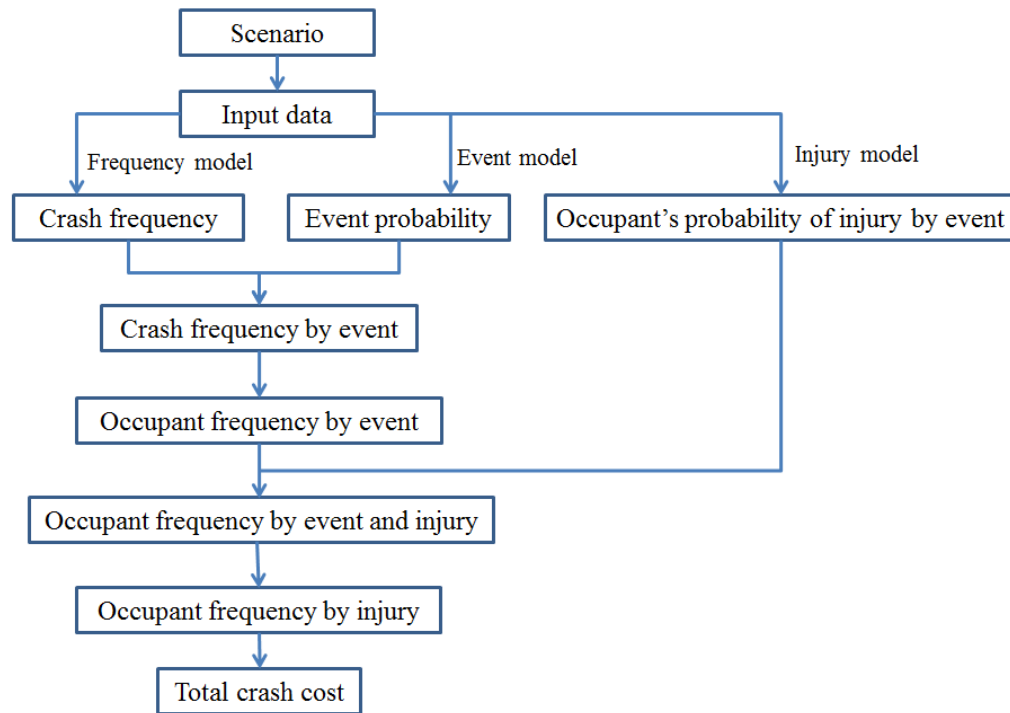 Scenario
Input data
Frequency model
Event model
Injury model
Crash frequency
Event probability
Occupant’s probability of injury by event
Crash frequency by event
Occupant frequency by event
Occupant frequency by event and injury
Occupant frequency by injury
Total crash cost